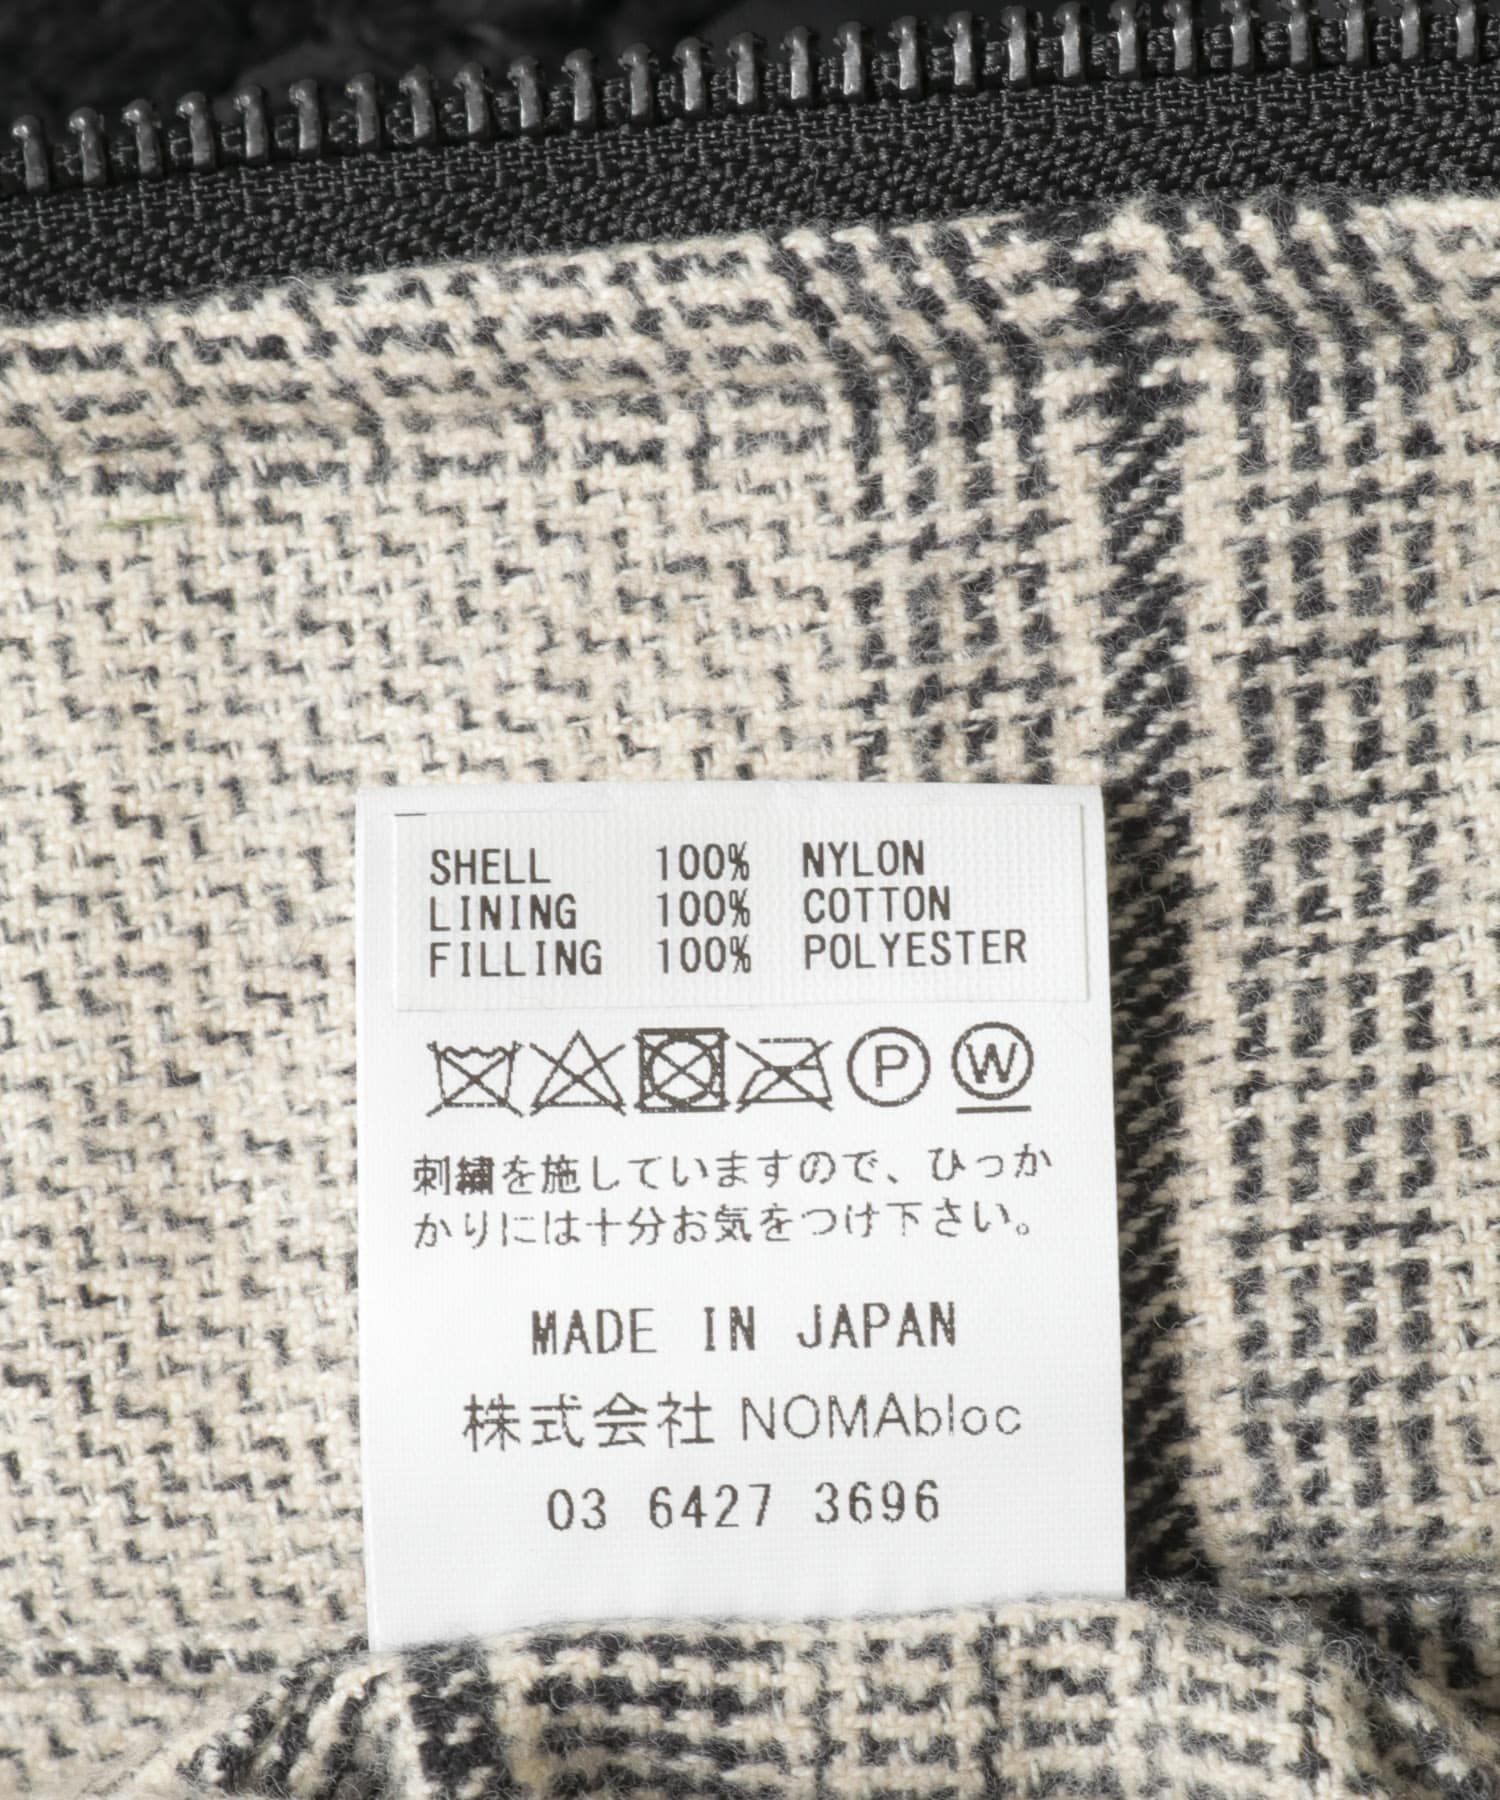 SHELL 100% NYLON
LINING 100% COTTON
FILLING 100% POLYESTER
P W
刺繍を施していますので、ひっか
かりには十分お気をつけ下さい。
MADE IN JAPAN
株式会社 NOMAbloc
03 6427 3696